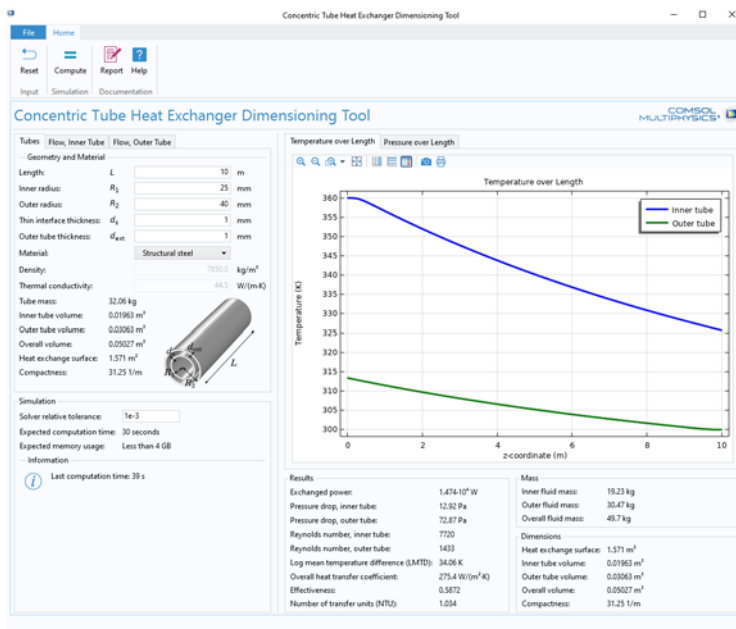 Concentric Tube Heat Exchanger Dimensioning Tool
File Home
Reset Compute Report Help
Input Simulation Documentation
Concentric Tube Heat Exchanger Dimensioning Tool
COMSOL
MULTIPHYSICS®
Tubes Flow, Inner Tube Flow, Outer Tube
Geometry and Material
Length: L 10 m
Inner radius: R₁ 25 mm
Outer radius: R₂ 40 mm
Thin interface thickness: dₛ 1 mm
Outer tube thickness: d_ext 1 mm
Material: Structural steel
Density: 7850.0 kg/m³
Thermal conductivity: 44.5 W/(m·K)
Tube mass: 32.06 kg
Inner tube volume: 0.01963 m³
Outer tube volume: 0.03063 m³
Overall volume: 0.05027 m³
Heat exchange surface: 1.571 m²
Compactness: 31.25 1/m
d_ext
R₂
L
Simulation
Solver relative tolerance: 1e-3
Expected computation time: 30 seconds
Expected memory usage: Less than 4 GB
Information
Last computation time: 39 s
Temperature over Length Pressure over Length
Temperature over Length
Inner tube
Outer tube
Temperature (K)
360
355
350
345
340
335
330
325
320
315
310
305
300
0 2 4 6 8 10
z-coordinate (m)
Results
Exchanged power: 1.474·10⁴ W
Pressure drop, inner tube: 12.92 Pa
Pressure drop, outer tube: 72.87 Pa
Reynolds number, inner tube: 7720
Reynolds number, outer tube: 1433
Log mean temperature difference (LMTD): 34.06 K
Overall heat transfer coefficient: 275.4 W/(m²·K)
Effectiveness: 0.5872
Number of transfer units (NTU): 1.034
Mass
Inner fluid mass: 19.23 kg
Outer fluid mass: 30.47 kg
Overall fluid mass: 49.7 kg
Dimensions
Heat exchange surface: 1.571 m²
Inner tube volume: 0.01963 m³
Outer tube volume: 0.03063 m³
Overall volume: 0.05027 m³
Compactness: 31.25 1/m